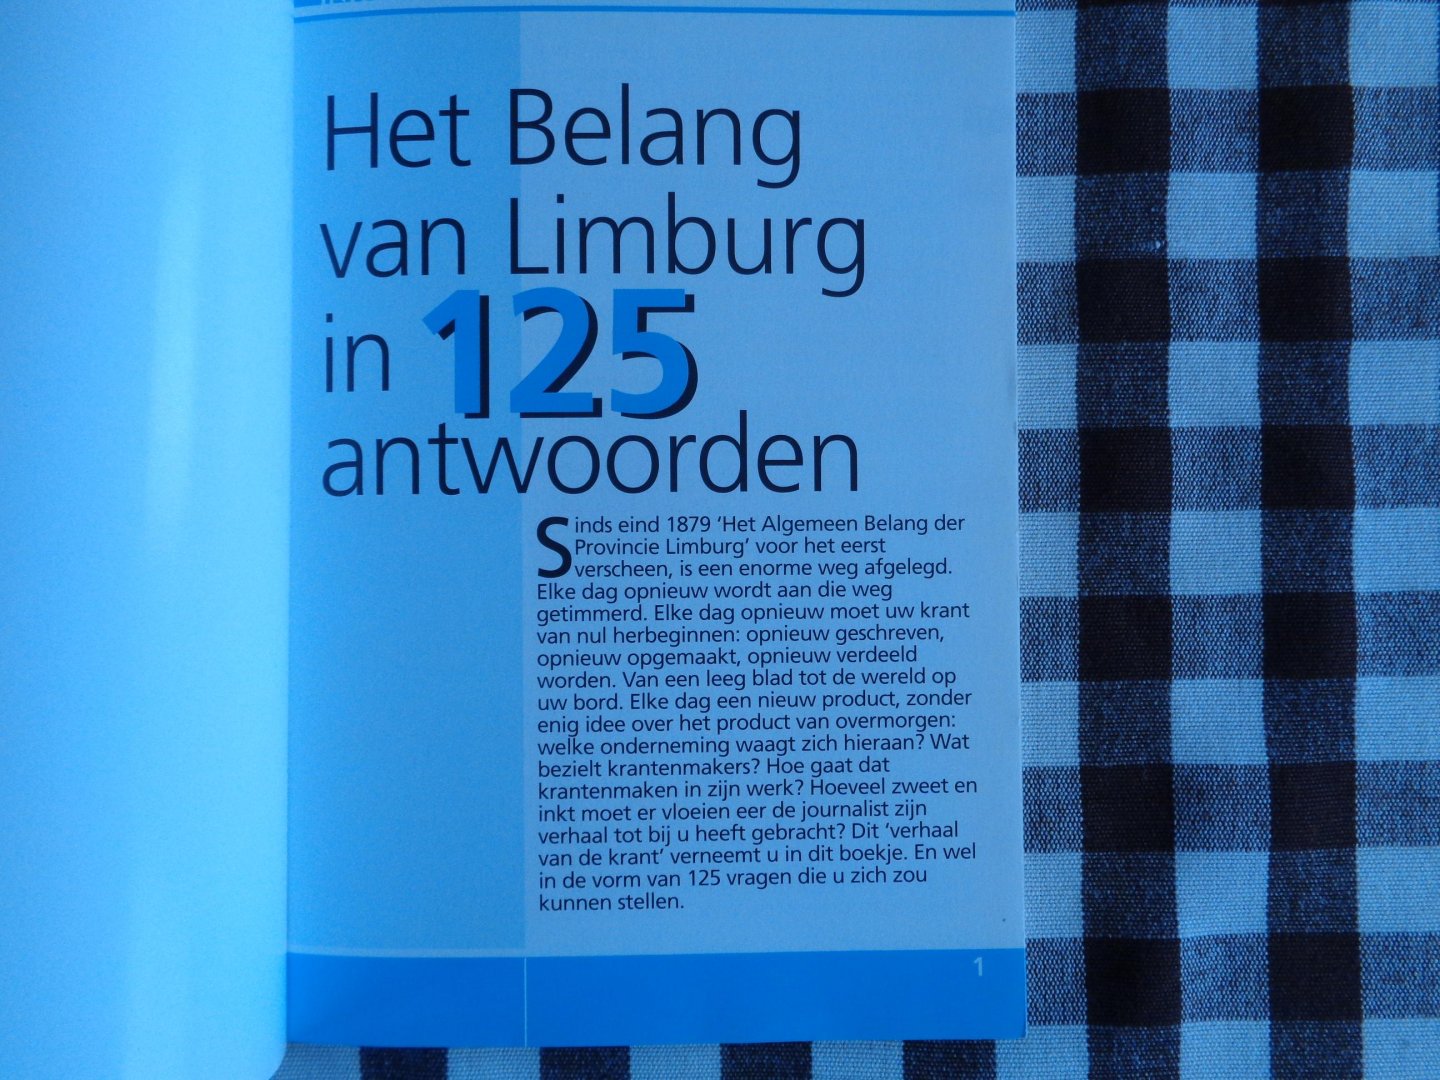 Het Belang
van Limburg
in 125
antwoorden
Sinds eind 1879 ‘Het Algemeen Belang der
Provincie Limburg’ voor het eerst
verscheen, is een enorme weg afgelegd.
Elke dag opnieuw wordt aan die weg
getimmerd. Elke dag opnieuw moet uw krant
van nul herbeginnen: opnieuw geschreven,
opnieuw opgemaakt, opnieuw verdeeld
worden. Van een leeg blad tot de wereld op
uw bord. Elke dag een nieuw product, zonder
enig idee over het product van overmorgen:
welke onderneming waagt zich hieraan? Wat
bezielt krantenmakers? Hoe gaat dat
krantenmaken in zijn werk? Hoeveel zweet en
inkt moet er vloeien eer de journalist zijn
verhaal tot bij u heeft gebracht? Dit ‘verhaal
van de krant’ verneemt u in dit boekje. En wel
in de vorm van 125 vragen die u zich zou
kunnen stellen.
1